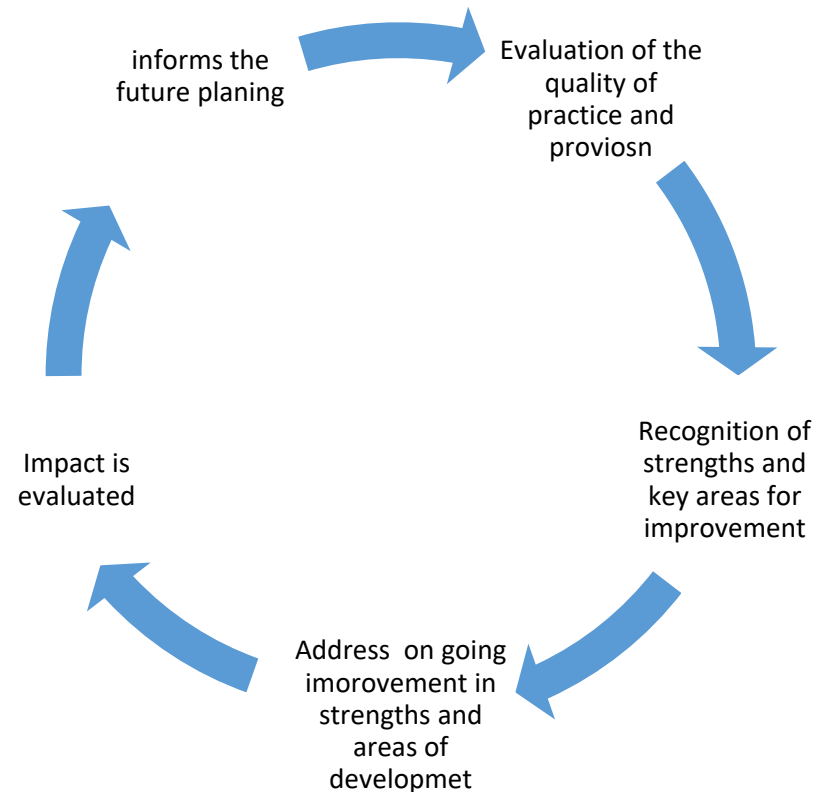 informs the
future planing
Evaluation of the
quality of
practice and
proviosn
Recognition of
strengths and
key areas for
improvement
Address  on going
imorovement in
strengths and
areas of
developmet
Impact is
evaluated